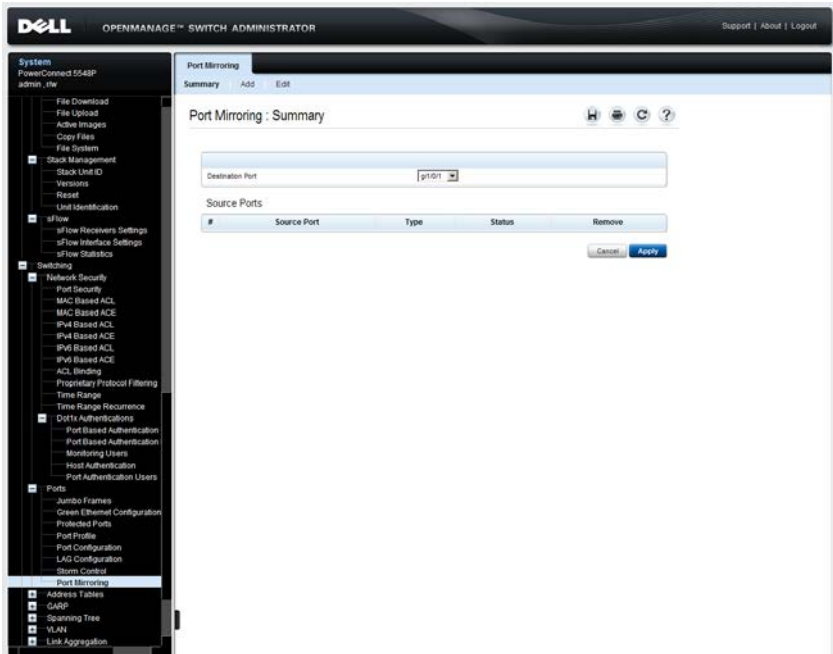 DELL
OPENMANAGE™ SWITCH ADMINISTRATOR
Support | About | Logout
System
PowerConnect 5548P
admin , r/w
File Download
File Upload
Active Images
Copy Files
File System
Stack Management
Stack Unit ID
Versions
Reset
Unit Identification
sFlow
sFlow Receivers Settings
sFlow Interface Settings
sFlow Statistics
Switching
Network Security
Port Security
MAC Based ACL
MAC Based ACE
IPv4 Based ACL
IPv4 Based ACE
IPv6 Based ACL
IPv6 Based ACE
ACL Binding
Proprietary Protocol Filtering
Time Range
Time Range Recurrence
Dot1x Authentications
Port Based Authentication
Port Based Authentication
Monitoring Users
Host Authentication
Port Authentication Users
Ports
Jumbo Frames
Green Ethernet Configuration
Protected Ports
Port Profile
Port Configuration
LAG Configuration
Storm Control
Port Mirroring
Address Tables
GARP
Spanning Tree
VLAN
Link Aggregation
Port Mirroring
Summary Add Edit
Port Mirroring : Summary
Destination Port gi1/0/1
Source Ports
# Source Port Type Status Remove
Cancel Apply